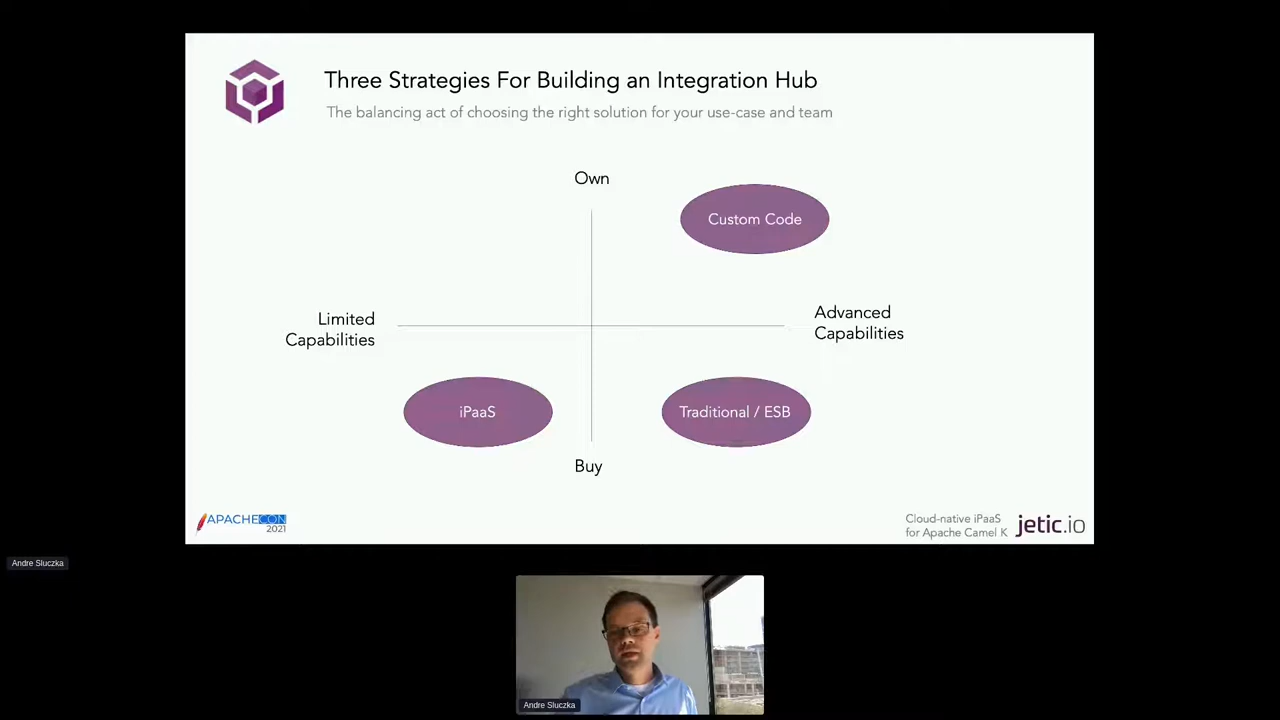 Three Strategies For Building an Integration Hub
The balancing act of choosing the right solution for your use-case and team
Own
Custom Code
Limited
Capabilities
Advanced
Capabilities
iPaaS
Traditional / ESB
Buy
APACHECON
2021
Cloud-native iPaaS
for Apache Camel K
jetic.io
Andre Sluczka
Andre Sluczka